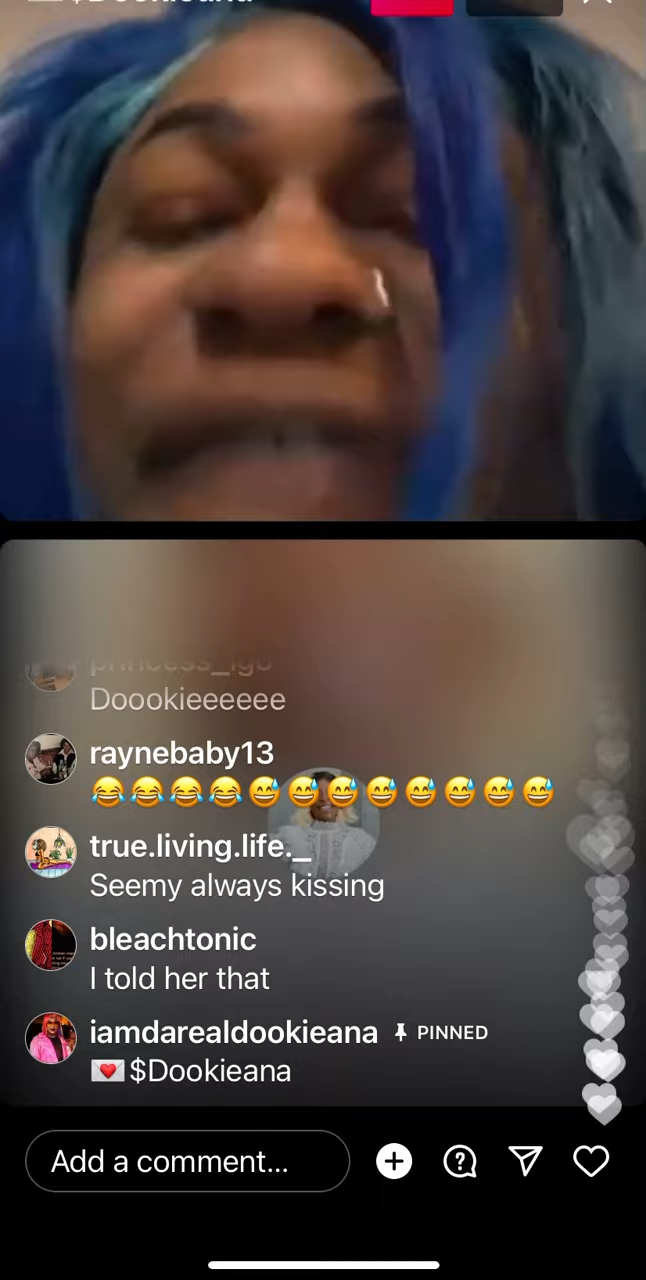 Doookieeeeee
raynebaby13
😂😂😂😂😅😅😅😅😅😅😅😅
true.living.life._
Seemy always kissing
bleachtonic
I told her that
iamdarealdookieana PINNED
💌$Dookieana
Add a comment...